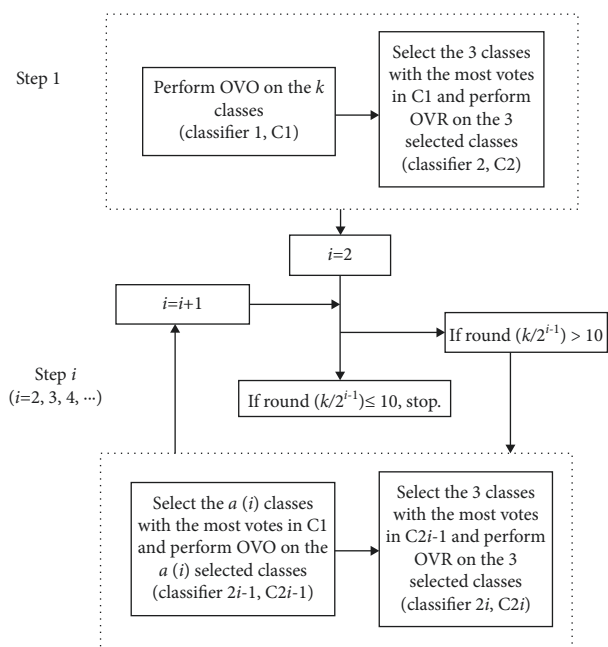 Step 1
Perform OVO on the k
classes
(classifier 1, C1)
Select the 3 classes
with the most votes
in C1 and perform
OVR on the 3
selected classes
(classifier 2, C2)
i=2
i=i+1
If round (k/2^{i-1}) > 10
Step i
(i=2, 3, 4, ···)
If round (k/2^{i-1}) ≤ 10, stop.
Select the a (i) classes
with the most votes in C1
and perform OVO on the
a (i) selected classes
(classifier 2i-1, C2i-1)
Select the 3 classes
with the most votes
in C2i-1 and perform
OVR on the 3
selected classes
(classifier 2i, C2i)